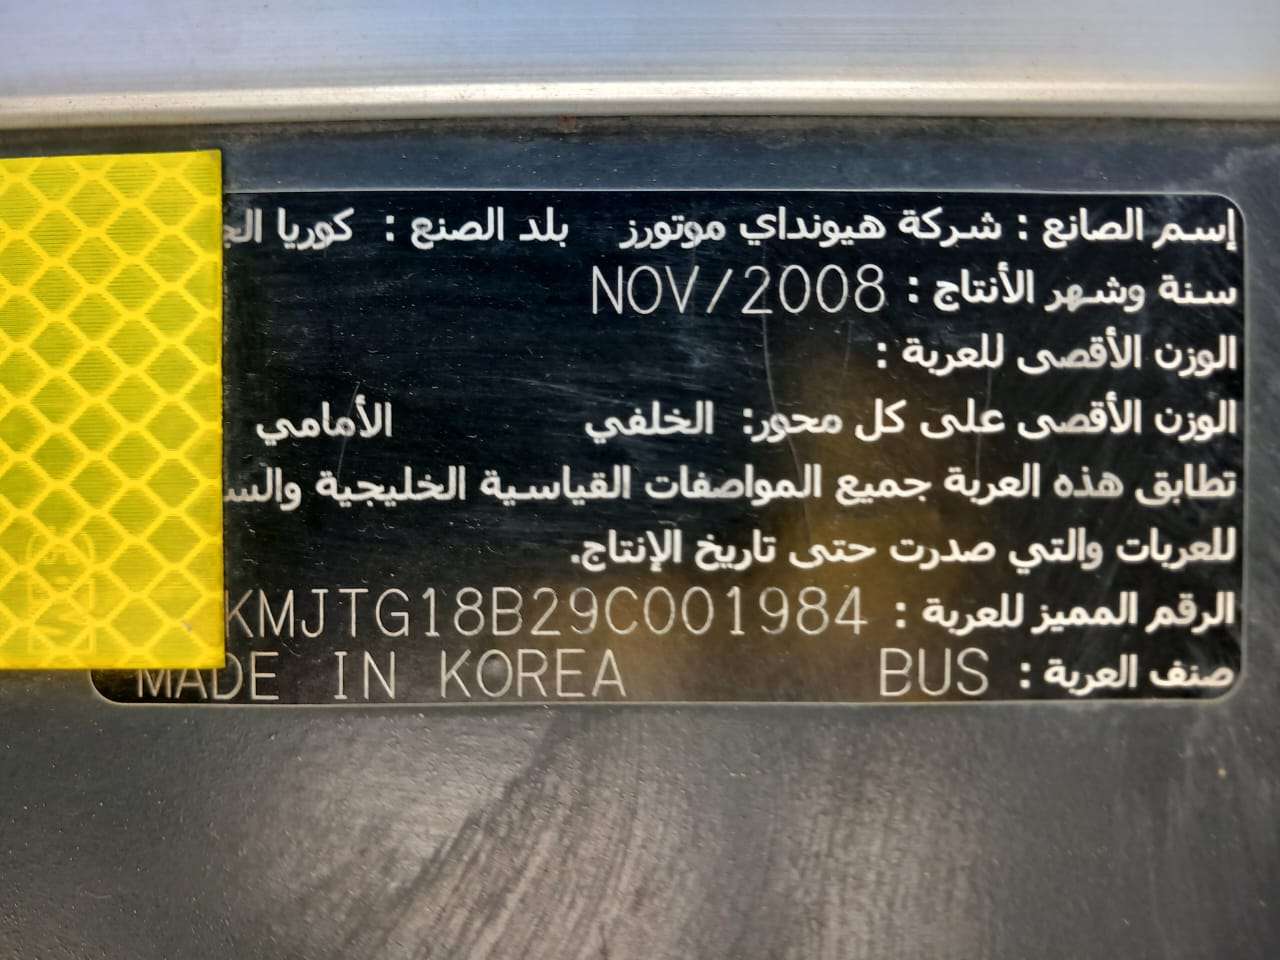 إسم الصانع : شركة هيونداي موتورز بلد الصنع : كوريا
سنة وشهر الأنتاج : NOV/2008
الوزن الأقصى للعربة :
الوزن الأقصى على كل محور: الخلفي الأمامي
تطابق هذه العربة جميع المواصفات القياسية الخليجية
للعربات والتي صدرت حتى تاريخ الإنتاج.
الرقم المميز للعربة : KMJTG18B29C001984
صنف العربة : BUS MADE IN KOREA